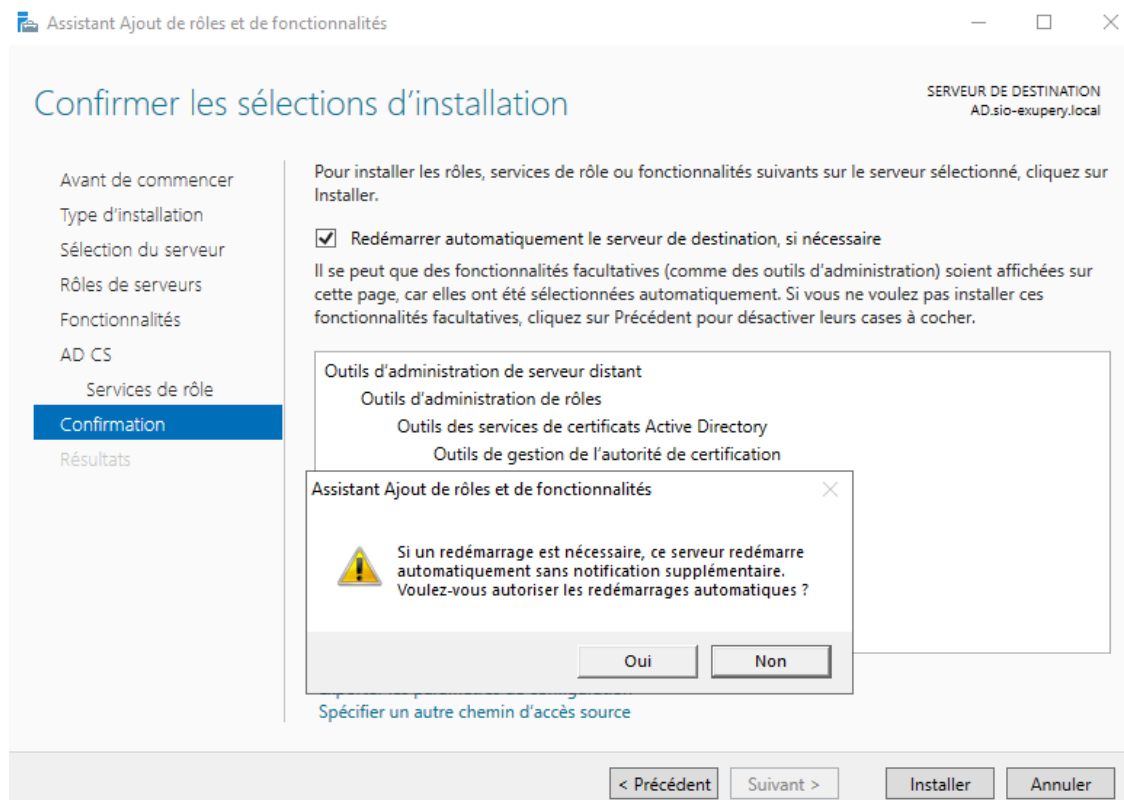 Assistant Ajout de rôles et de fonctionnalités
Confirmer les sélections d'installation
SERVEUR DE DESTINATION
AD.sio-exupery.local
Avant de commencer
Type d'installation
Sélection du serveur
Rôles de serveurs
Fonctionnalités
AD CS
Services de rôle
Confirmation
Résultats
Pour installer les rôles, services de rôle ou fonctionnalités suivants sur le serveur sélectionné, cliquez sur
Installer.
Redémarrer automatiquement le serveur de destination, si nécessaire
Il se peut que des fonctionnalités facultatives (comme des outils d'administration) soient affichées sur
cette page, car elles ont été sélectionnées automatiquement. Si vous ne voulez pas installer ces
fonctionnalités facultatives, cliquez sur Précédent pour désactiver leurs cases à cocher.
Outils d'administration de serveur distant
Outils d'administration de rôles
Outils des services de certificats Active Directory
Outils de gestion de l'autorité de certification
Assistant Ajout de rôles et de fonctionnalités
Si un redémarrage est nécessaire, ce serveur redémarre
automatiquement sans notification supplémentaire.
Voulez-vous autoriser les redémarrages automatiques ?
Oui
Non
Spécifier un autre chemin d'accès source
< Précédent
Suivant >
Installer
Annuler